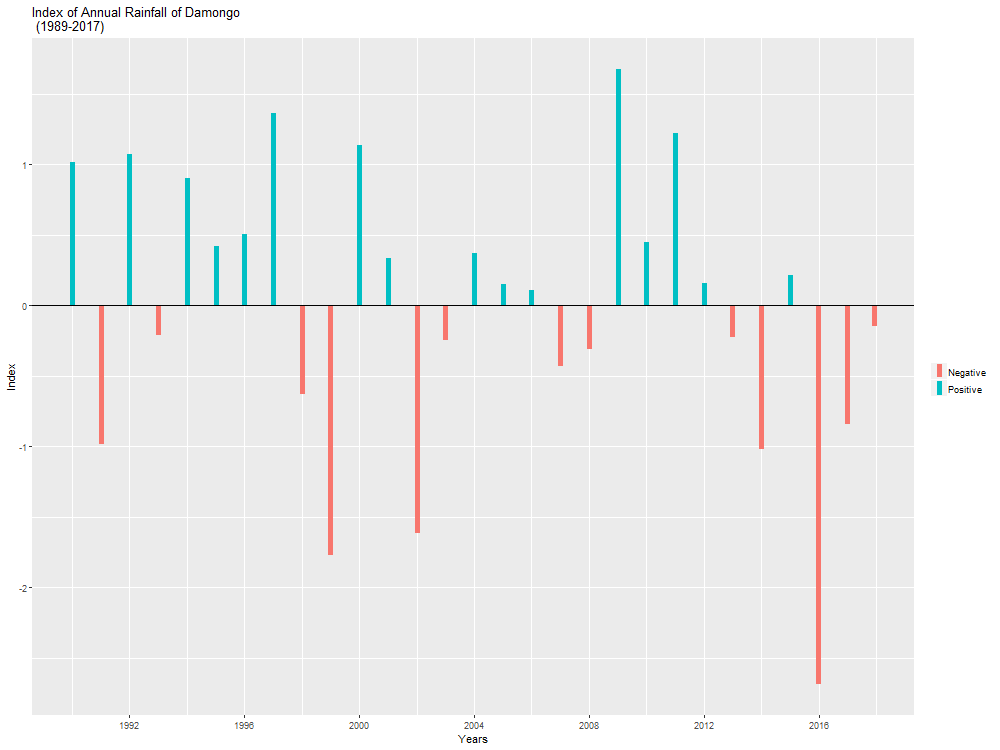 Index of Annual Rainfall of Damongo
(1989-2017)
1
0
-1
-2
Index
1992 1996 2000 2004 2008 2012 2016
Years
Negative
Positive